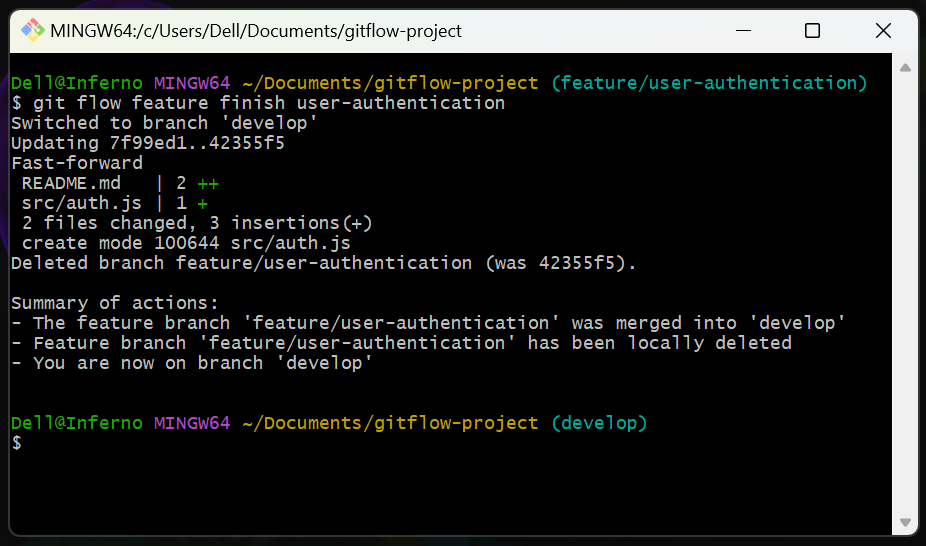 MINGW64:/c/Users/Dell/Documents/gitflow-project
Dell@Inferno MINGW64 ~/Documents/gitflow-project (feature/user-authentication)
$ git flow feature finish user-authentication
Switched to branch 'develop'
Updating 7f99ed1..42355f5
Fast-forward
 README.md   | 2 ++
 src/auth.js | 1 +
 2 files changed, 3 insertions(+)
 create mode 100644 src/auth.js
Deleted branch feature/user-authentication (was 42355f5).
Summary of actions:
- The feature branch 'feature/user-authentication' was merged into 'develop'
- Feature branch 'feature/user-authentication' has been locally deleted
- You are now on branch 'develop'
Dell@Inferno MINGW64 ~/Documents/gitflow-project (develop)
$